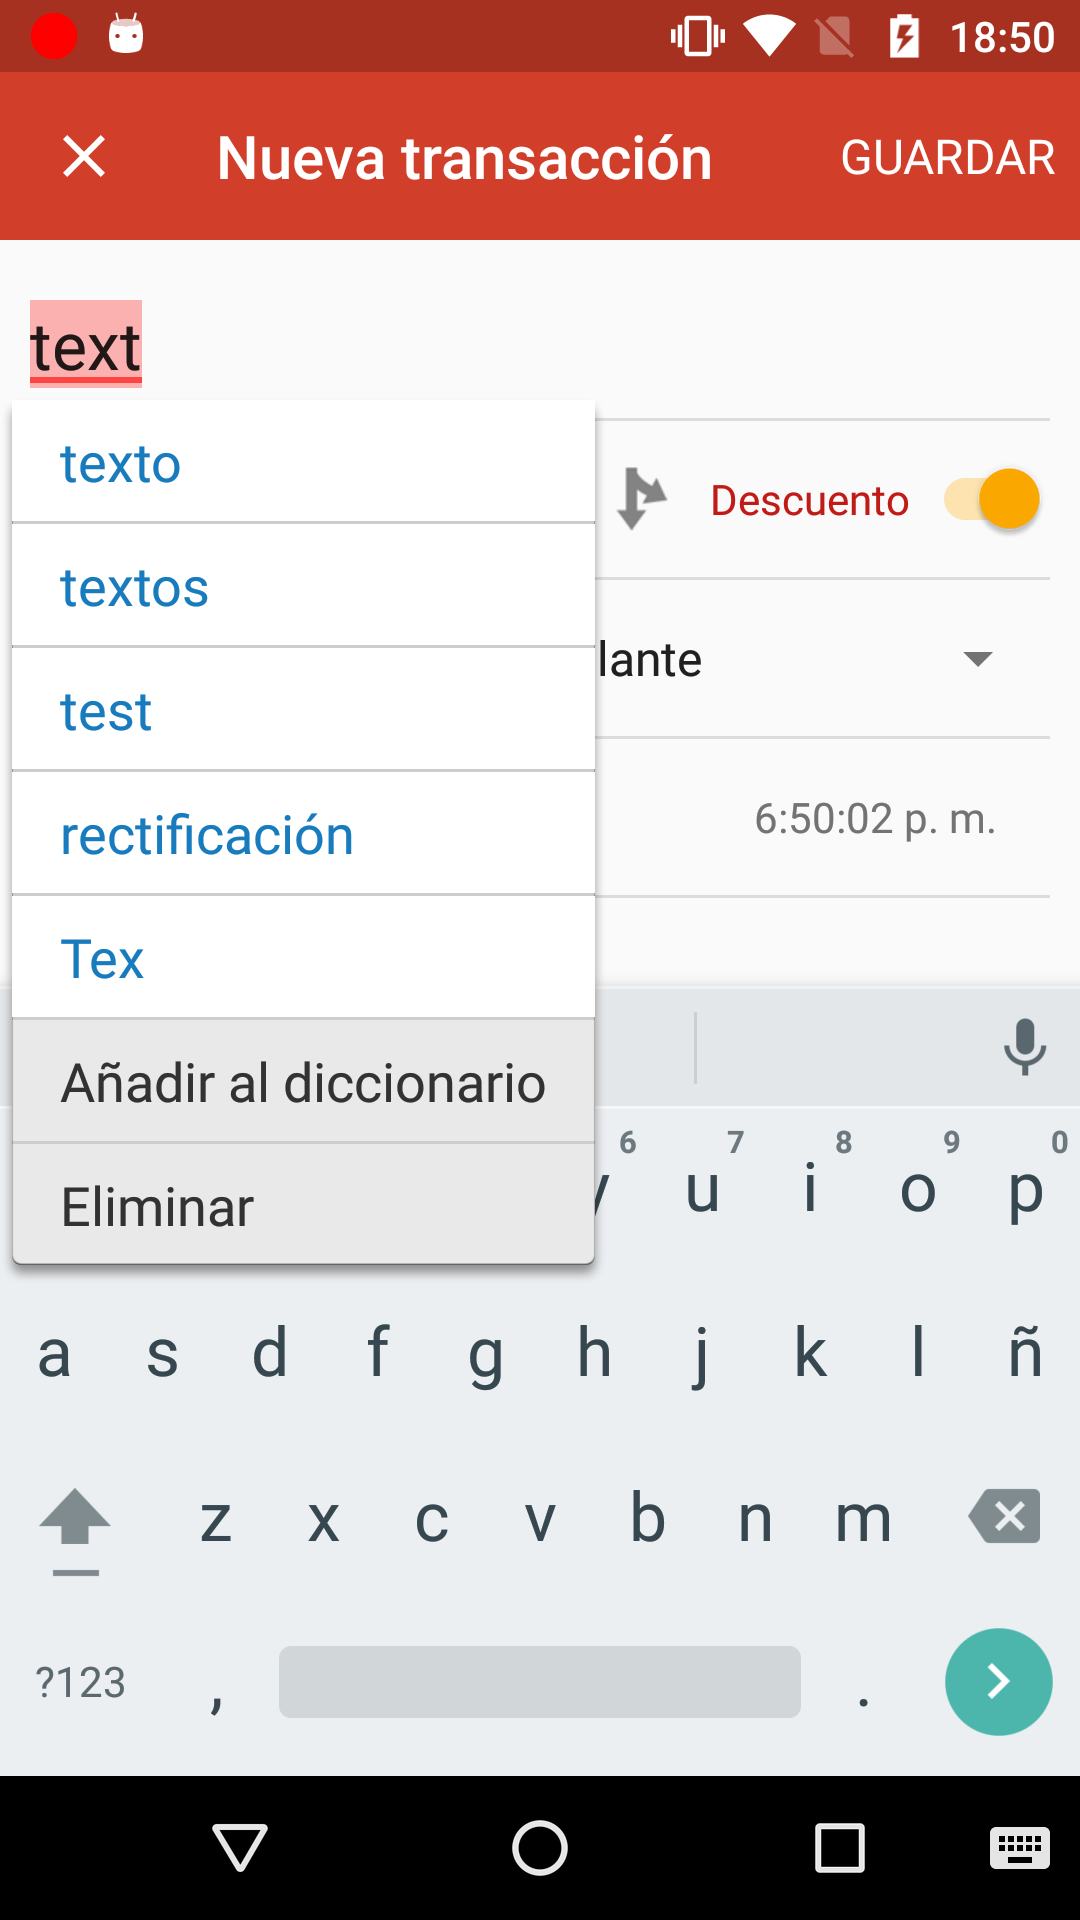 18:50
Nueva transacción GUARDAR
text
texto
Descuento
textos
lante
test
6:50:02 p. m.
rectificación
Tex
Añadir al diccionario
6 7 8 9 0
u i o p
Eliminar
a s d f g h j k l ñ
z x c v b n m
?123 , .